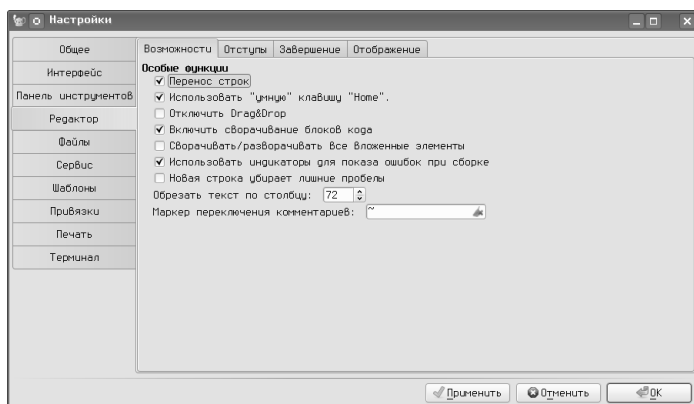 Настройки
Общее
Интерфейс
Панель инструментов
Редактор
Файлы
Сервис
Шаблоны
Привязки
Печать
Терминал
Возможности Отступы Завершение Отображение
Особые функции
Перенос строк
Использовать "умную" клавишу "Home".
Отключить Drag&Drop
Включить сворачивание блоков кода
Сворачивать/разворачивать все вложенные элементы
Использовать индикаторы для показа ошибок при сборке
Новая строка убирает лишние пробелы
Обрезать текст по столбцу: 72
Маркер переключения комментариев: ~
Применить Отменить OK